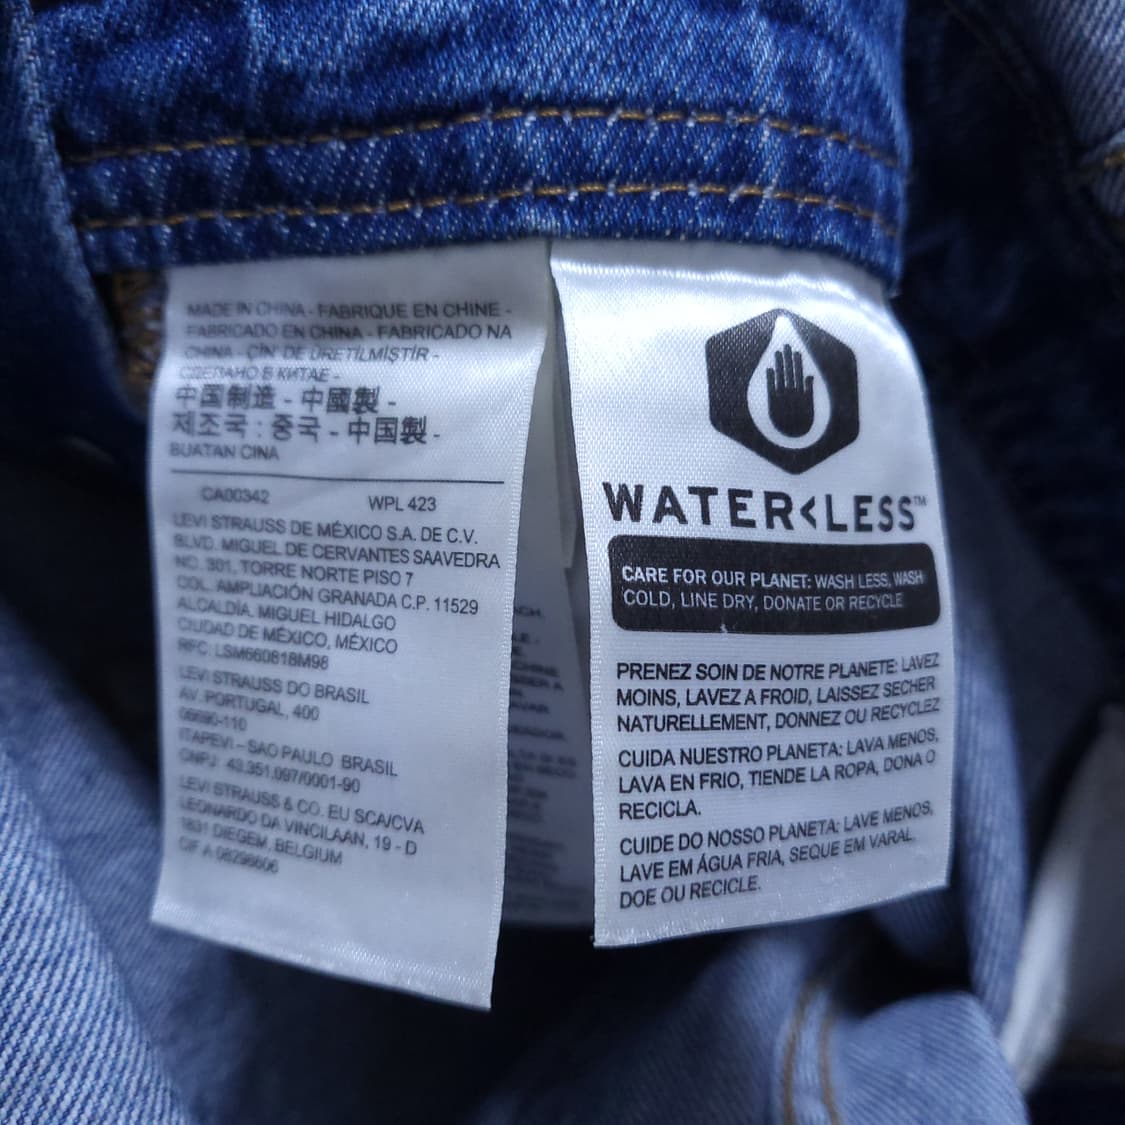 MADE IN CHINA - FABRIQUE EN CHINE -
FABRICADO EN CHINA - FABRICADO NA
CHINA - ÇİN' DE ÜRETİLMİŞTİR -
СДЕЛАНО В КИТАЕ -
中国制造 - 中國製 -
제조국 : 중국 - 中国製 -
BUATAN CINA
CA00342 WPL 423
LEVI STRAUSS DE MÉXICO S.A. DE C.V.
BLVD. MIGUEL DE CERVANTES SAAVEDRA
NO. 301, TORRE NORTE PISO 7
COL. AMPLIACIÓN GRANADA C.P. 11529
ALCALDÍA. MIGUEL HIDALGO
CIUDAD DE MÉXICO, MÉXICO
RFC: LSM660818M98
LEVI STRAUSS DO BRASIL
AV. PORTUGAL, 400
06690-110
ITAPEVI – SAO PAULO BRASIL
CNPJ: 43.351.097/0001-90
LEVI STRAUSS & CO. EU SCA/CVA
LEONARDO DA VINCILAAN, 19 - D
1831 DIEGEM, BELGIUM
CIF A 08298606
WATER<LESS™
CARE FOR OUR PLANET: WASH LESS, WASH
COLD, LINE DRY, DONATE OR RECYCLE
PRENEZ SOIN DE NOTRE PLANETE: LAVEZ
MOINS, LAVEZ A FROID, LAISSEZ SECHER
NATURELLEMENT, DONNEZ OU RECYCLEZ
CUIDA NUESTRO PLANETA: LAVA MENOS,
LAVA EN FRIO, TIENDE LA ROPA, DONA O
RECICLA.
CUIDE DO NOSSO PLANETA: LAVE MENOS,
LAVE EM ÁGUA FRIA, SEQUE EM VARAL.
DOE OU RECICLE.